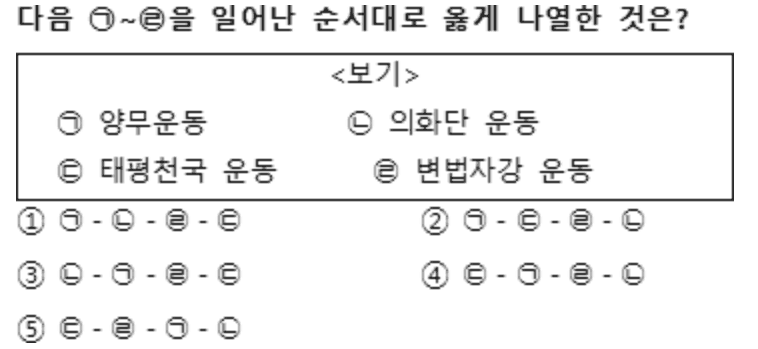 다음 ㉠~㉣을 일어난 순서대로 옳게 나열한 것은?
<보기>
㉠ 양무운동 ㉡ 의화단 운동
㉢ 태평천국 운동 ㉣ 변법자강 운동
① ㉠ - ㉡ - ㉣ - ㉢ ② ㉠ - ㉢ - ㉣ - ㉡
③ ㉡ - ㉠ - ㉣ - ㉢ ④ ㉢ - ㉠ - ㉣ - ㉡
⑤ ㉢ - ㉣ - ㉠ - ㉡